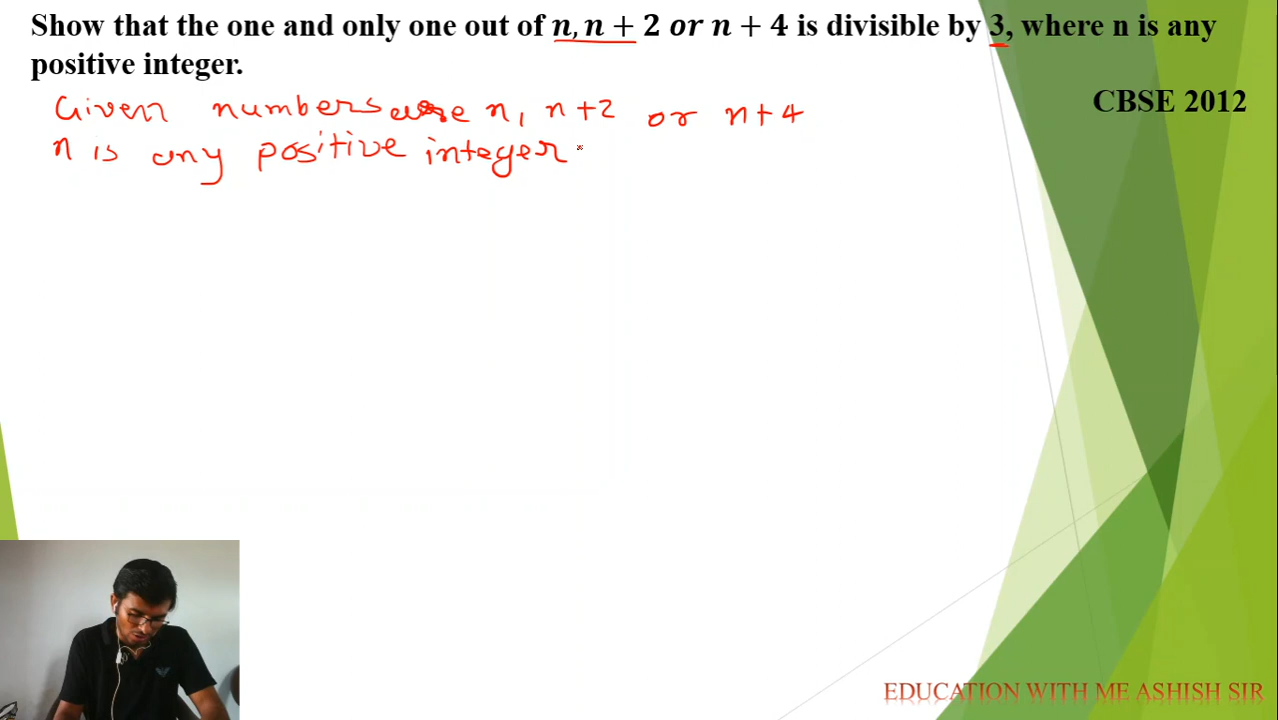 Show that the one and only one out of n, n + 2 or n + 4 is divisible by 3, where n is any
positive integer.
CBSE 2012
Given numbers are n, n+2 or n+4
n is any positive integer
EDUCATION WITH ME ASHISH SIR